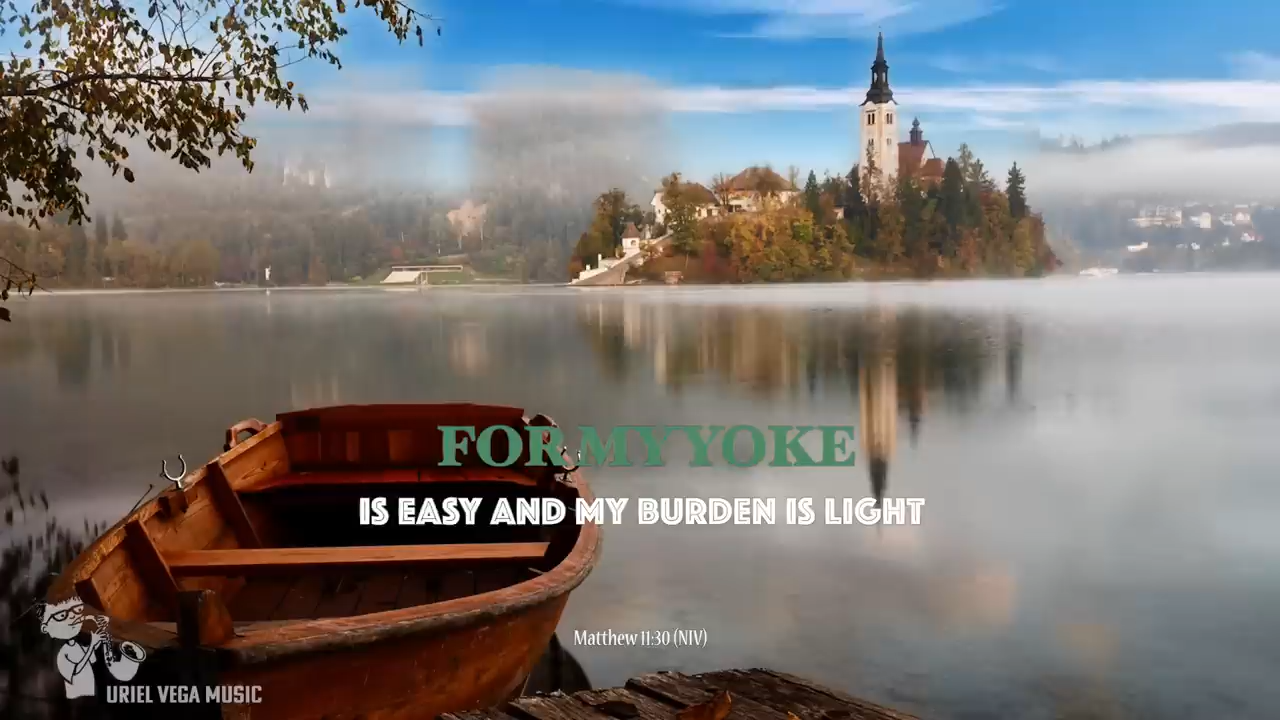 FOR MY YOKE
IS EASY AND MY BURDEN IS LIGHT
Matthew 11:30 (NIV)
URIEL VEGA MUSIC